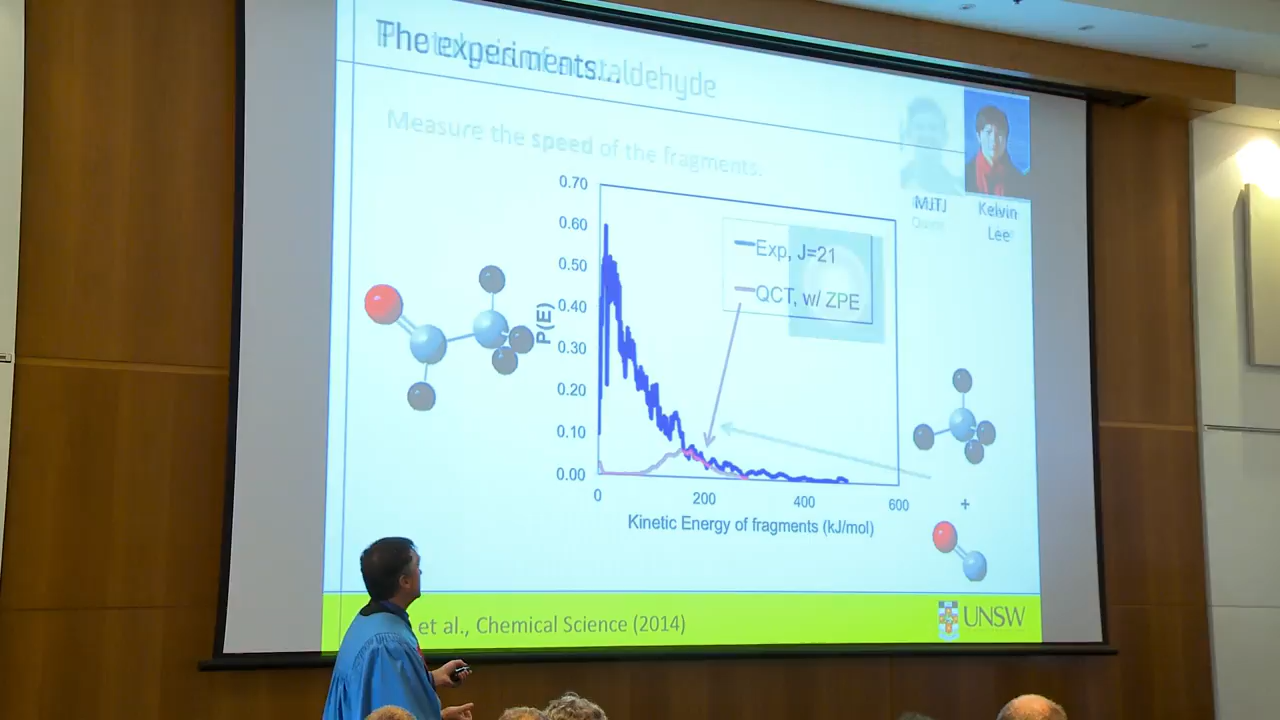 The experiments...
Measure the speed of the fragments.
MJTJ
Kelvin
Lee
0.70
0.60
0.50
0.40
0.30
0.20
0.10
0.00
P(E)
Exp, J=21
QCT, w/ ZPE
0
200
400
600
Kinetic Energy of fragments (kJ/mol)
+
et al., Chemical Science (2014)
UNSW